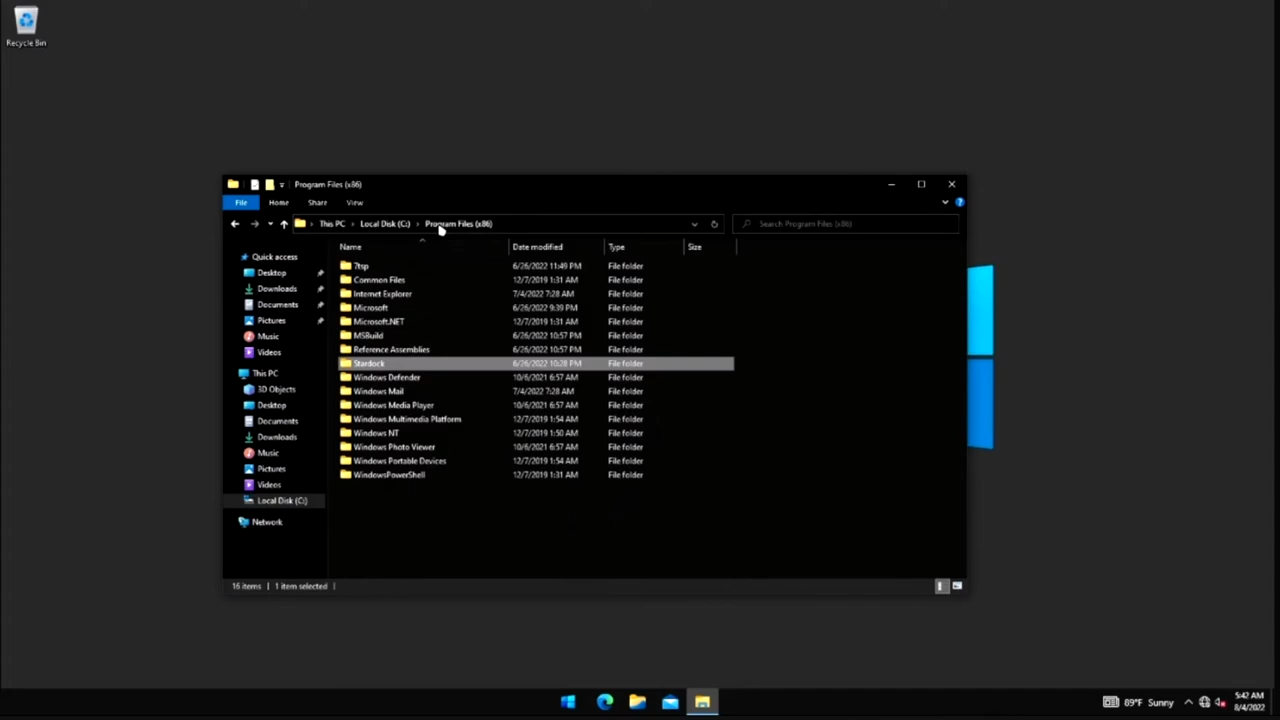 Recycle Bin
Program Files (x86)
File Home Share View
This PC Local Disk (C:) Program Files (x86) Search Program Files (x86)
Name Date modified Type Size
Quick access
Desktop
Downloads
Documents
Pictures
Music
Videos
This PC
3D Objects
Desktop
Documents
Downloads
Music
Pictures
Videos
Local Disk (C:)
Network
7tsp 6/26/2022 11:49 PM File folder
Common Files 12/7/2019 1:31 AM File folder
Internet Explorer 7/4/2022 7:28 AM File folder
Microsoft 6/26/2022 9:39 PM File folder
Microsoft.NET 12/7/2019 1:31 AM File folder
MSBuild 6/26/2022 10:57 PM File folder
Reference Assemblies 6/26/2022 10:57 PM File folder
Stardock 6/26/2022 10:28 PM File folder
Windows Defender 10/6/2021 6:57 AM File folder
Windows Mail 7/4/2022 7:28 AM File folder
Windows Media Player 10/6/2021 6:57 AM File folder
Windows Multimedia Platform 12/7/2019 1:54 AM File folder
Windows NT 12/7/2019 1:50 AM File folder
Windows Photo Viewer 10/6/2021 6:57 AM File folder
Windows Portable Devices 12/7/2019 1:54 AM File folder
WindowsPowerShell 12/7/2019 1:31 AM File folder
16 items 1 item selected
89°F Sunny
5:42 AM
8/4/2022